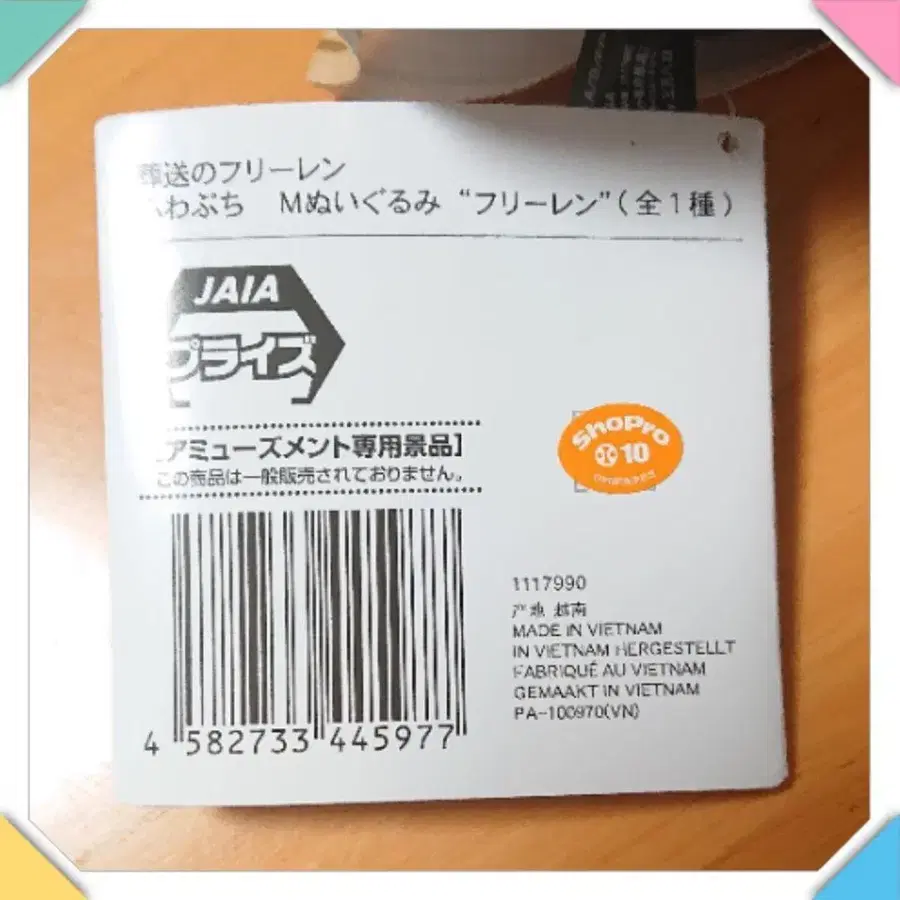 葬送のフリーレン
ふわぷち Mぬいぐるみ “フリーレン”(全1種)
JAIA
プライズ
[アミューズメント専用景品]
この商品は一般販売されておりません。
ShoPro
10
4 582733 445977
1117990
产地 越南
MADE IN VIETNAM
IN VIETNAM HERGESTELLT
FABRIQUÉ AU VIETNAM
GEMAAKT IN VIETNAM
PA-100970(VN)